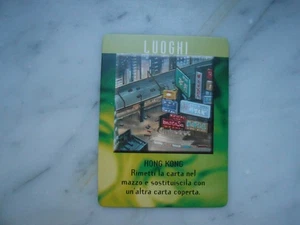 LUOGHI
HONG KONG
Rimetti la carta nel
mazzo e sostituiscila con
un'altra carta coperta.